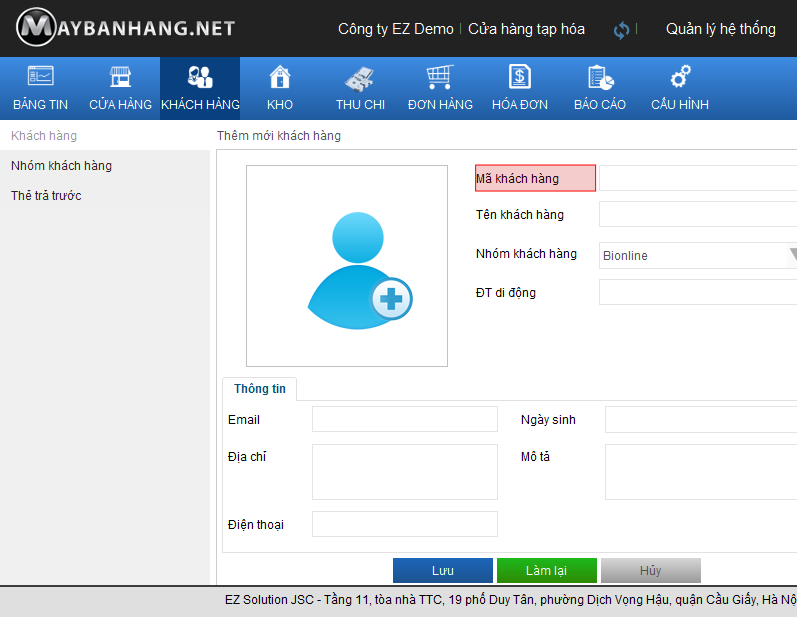 MAYBANHANG.NET
Công ty EZ Demo | Cửa hàng tạp hóa | Quản lý hệ thống
BẢNG TIN CỬA HÀNG KHÁCH HÀNG KHO THU CHI ĐƠN HÀNG HÓA ĐƠN BÁO CÁO CẤU HÌNH
Khách hàng
Nhóm khách hàng
Thẻ trả trước
Thêm mới khách hàng
Mã khách hàng
Tên khách hàng
Nhóm khách hàng Bionline
ĐT di động
Thông tin
Email Ngày sinh
Địa chỉ Mô tả
Điện thoại
Lưu Làm lại Hủy
EZ Solution JSC - Tầng 11, tòa nhà TTC, 19 phố Duy Tân, phường Dịch Vọng Hậu, quận Cầu Giấy, Hà Nộ